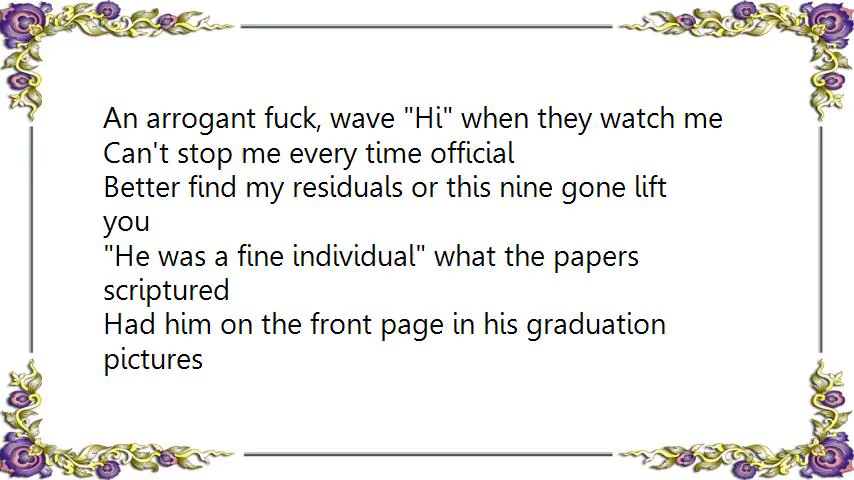 An arrogant fuck, wave "Hi" when they watch me
Can't stop me every time official
Better find my residuals or this nine gone lift
you
"He was a fine individual" what the papers
scriptured
Had him on the front page in his graduation
pictures